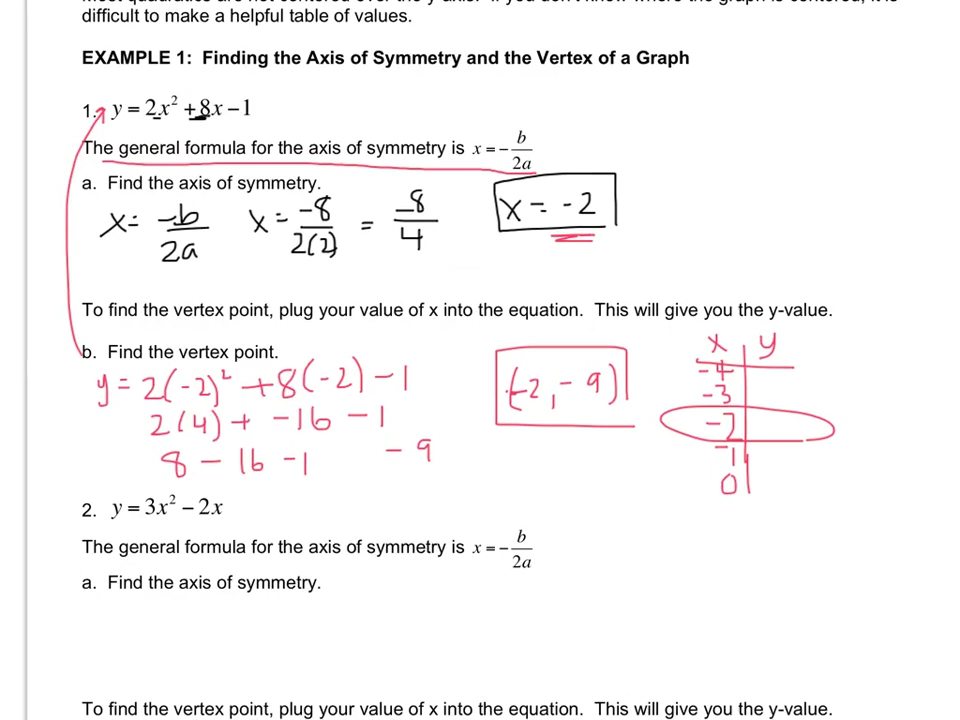 difficult to make a helpful table of values.
EXAMPLE 1: Finding the Axis of Symmetry and the Vertex of a Graph
1. y = 2x² + 8x – 1
The general formula for the axis of symmetry is x = – b/2a
a. Find the axis of symmetry.
x = -b/2a x = -8/2(2) = -8/4 x = -2
To find the vertex point, plug your value of x into the equation. This will give you the y-value.
b. Find the vertex point.
x y
y = 2(-2)² + 8(-2) - 1 (-2, -9) -4
-3
2(4) + -16 - 1 -2
8 - 16 - 1 -9 -1
0
2. y = 3x² – 2x
The general formula for the axis of symmetry is x = – b/2a
a. Find the axis of symmetry.
To find the vertex point, plug your value of x into the equation. This will give you the y-value.